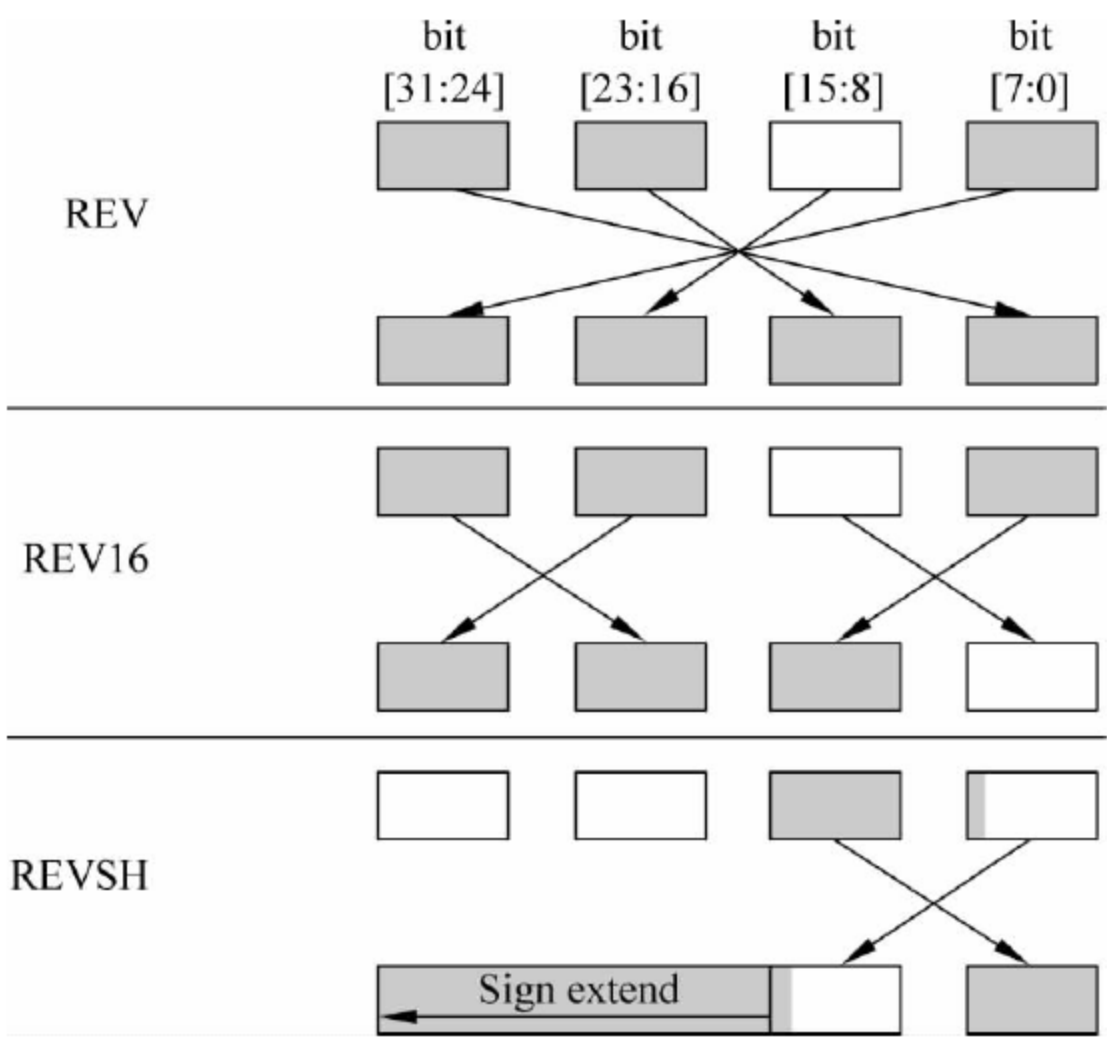 bit bit bit bit
[31:24] [23:16] [15:8] [7:0]
REV
REV16
REVSH
Sign extend